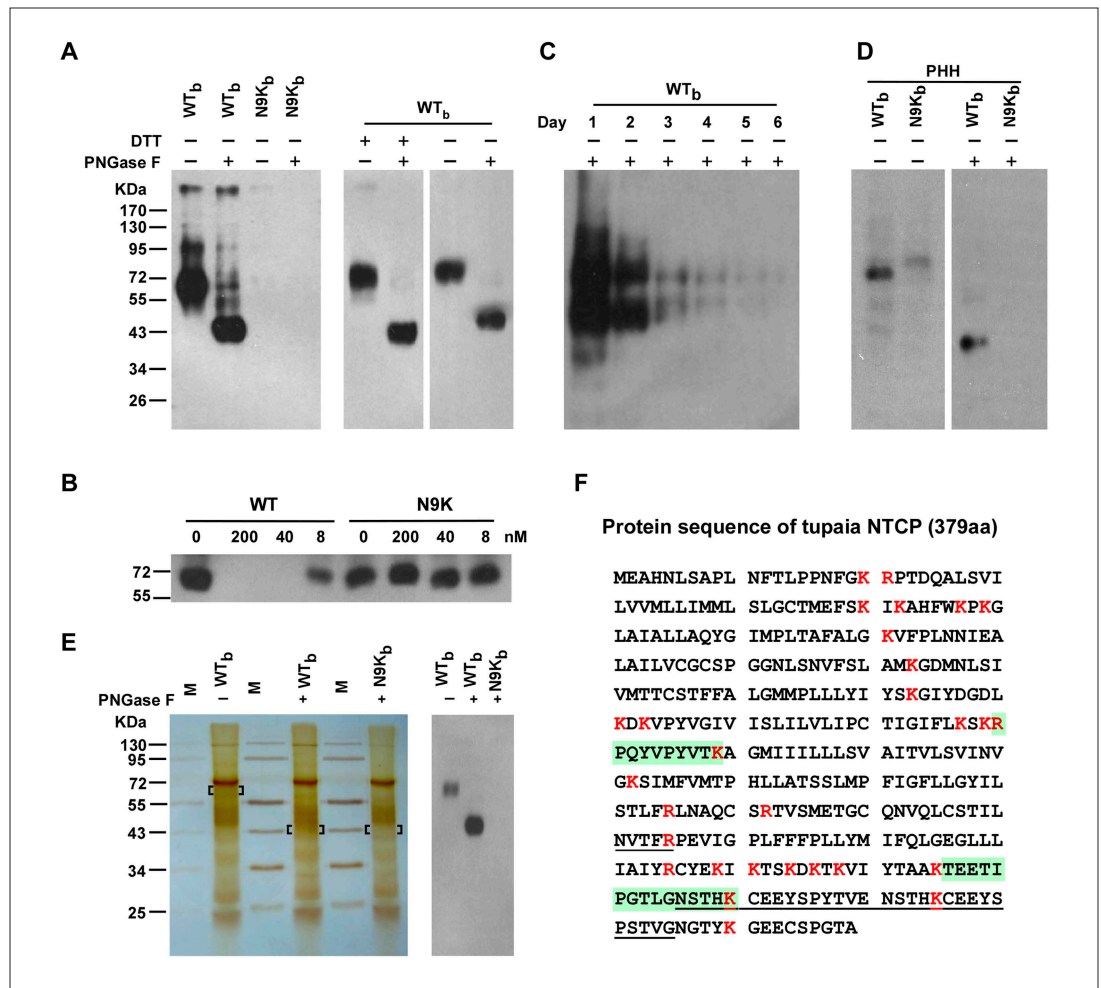 A
WTb
WTb
N9Kb
N9Kb
WTb
DTT − − − − + + − −
PNGase F − + − + − + − +
KDa
170
130
95
72
55
43
34
26
C
WTb
Day 1 2 3 4 5 6
− − − − − −
+ + + + + +
D
PHH
WTb
N9Kb
WTb
N9Kb
− − − −
− − + +
B
WT N9K
0 200 40 8 0 200 40 8 nM
72
55
E
M
WTb
M
WTb
M
N9Kb
WTb
WTb
N9Kb
PNGase F − + + − + +
KDa
130
95
72
55
43
34
25
F
Protein sequence of tupaia NTCP (379aa)
MEAHNLSAPL NFTLPPNFGK RPTDQALSVI
LVVMLLIMML SLGCTMEFSK IKAHFWKPKG
LAIALLAQYG IMPLTAFALG KVFPLNNIEA
LAILVCGCSP GGNLSNVFSL AMKGDMNLSI
VMTTCSTFFA LGMMPLLLYI YSKGIYDGDL
KDKVPYVGIV ISLILVLIPC TIGIFLKSKR
PQYVPYVTKA GMIIILLLSV AITVLSVINV
GKSIMFVMTP HLLATSSLMP FIGFLLGYIL
STLFRLNAQC SRTVSMETGC QNVQLCSTIL
NVTFRPEVIG PLFFFPLLYM IFQLGEGLLL
IAIYRCYEKI KTSKDKTKVI YTAAKTEETI
PGTLGNSTHK CEEYSPYTVE NSTHKCEEYS
PSTVGNGTYK GEECSPGTA